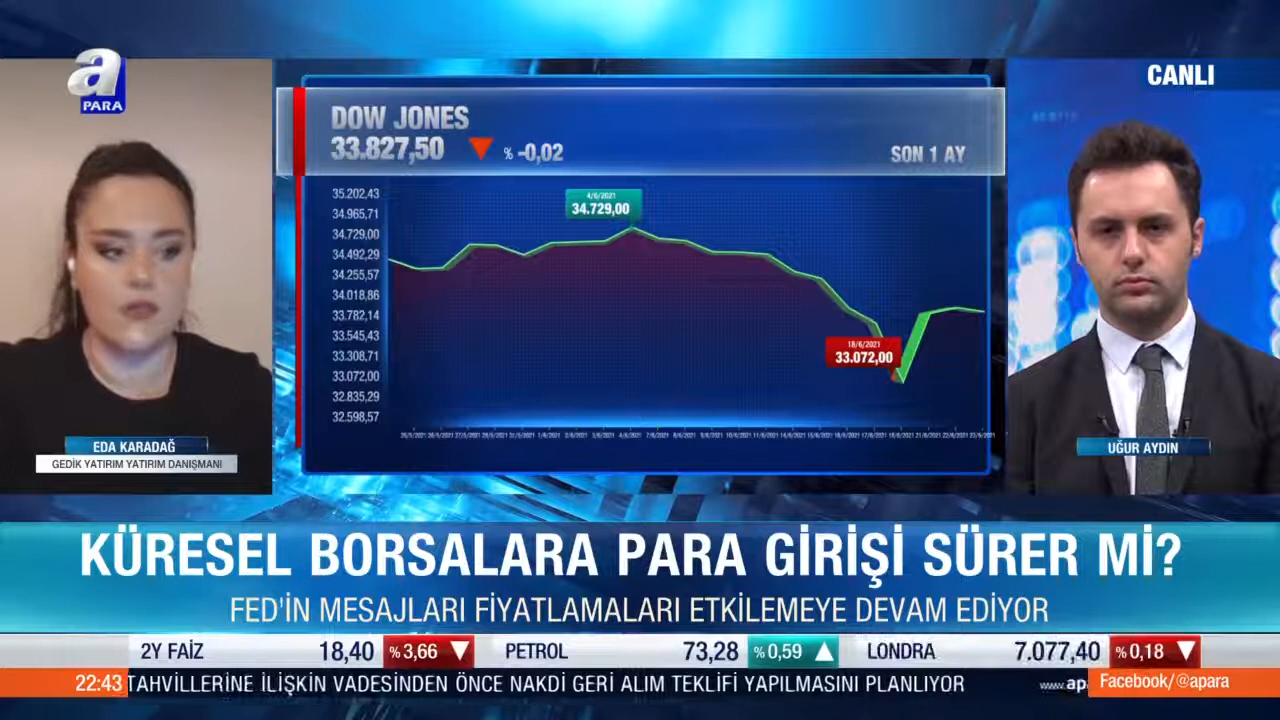 a
PARA
CANLI
DOW JONES
33.827,50 % -0,02
SON 1 AY
35.202,43
34.965,71
34.729,00
34.492,29
34.255,57
34.018,86
33.782,14
33.545,43
33.308,71
33.072,00
32.835,29
32.598,57
4/6/2021
34.729,00
18/6/2021
33.072,00
EDA KARADAĞ
GEDİK YATIRIM YATIRIM DANIŞMANI
UĞUR AYDIN
KÜRESEL BORSALARA PARA GİRİŞİ SÜRER Mİ?
FED'İN MESAJLARI FİYATLAMALARI ETKİLEMEYE DEVAM EDİYOR
2Y FAİZ 18,40 %3,66 PETROL 73,28 %0,59 LONDRA 7.077,40 %0,18
22:43 TAHVİLLERİNE İLİŞKİN VADESİNDEN ÖNCE NAKDİ GERİ ALIM TEKLİFİ YAPILMASINI PLANLIYOR www.ap Facebook/@apara